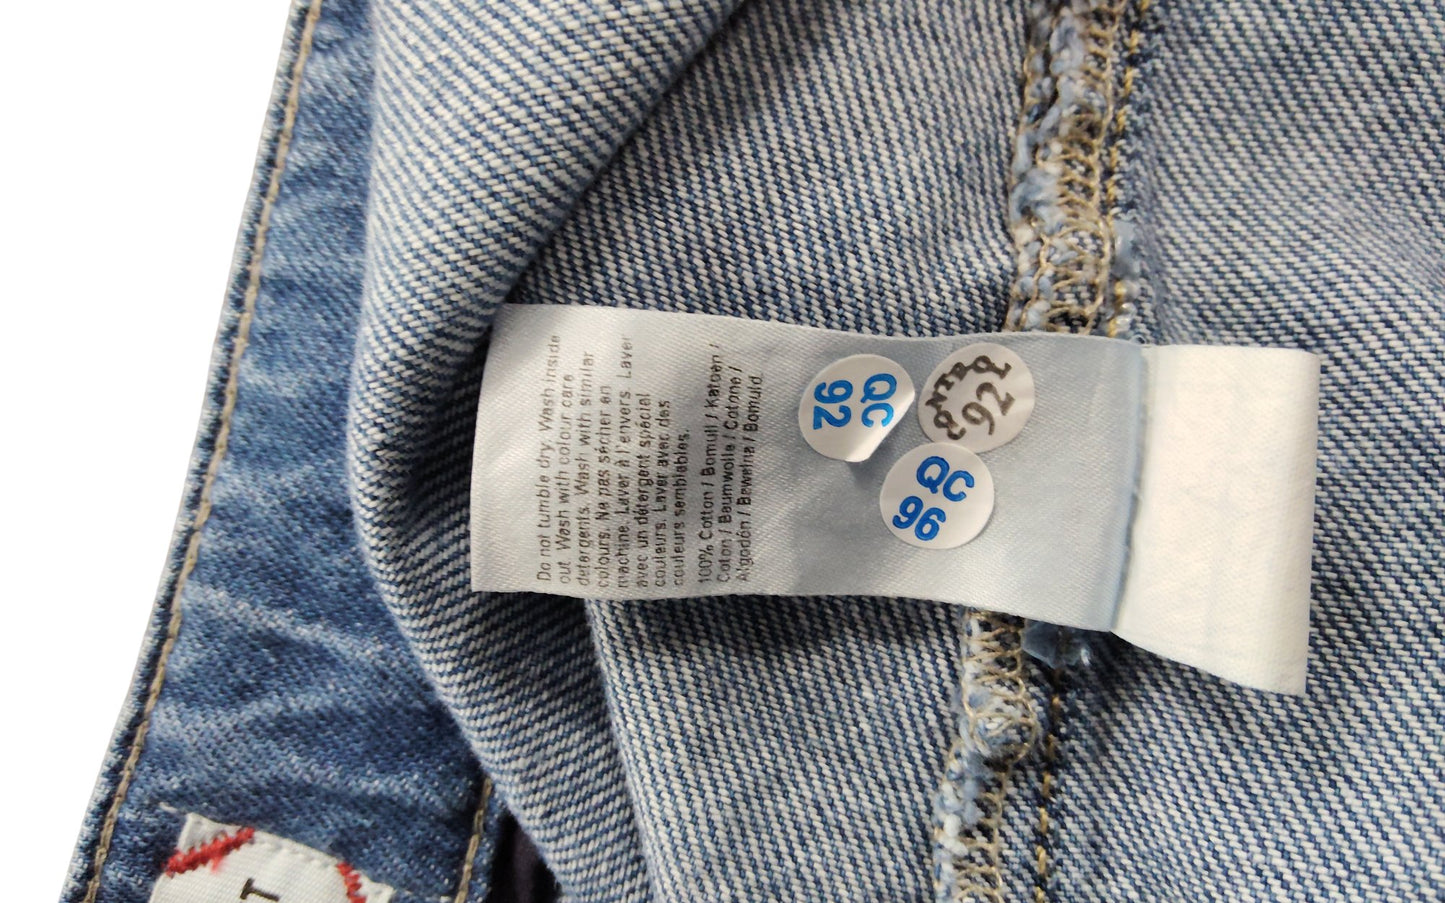 Do not tumble dry. Wash inside
out. Wash with colour care
detergents. Wash with similar
colours. Ne pas sécher en
machine. Laver à l'envers. Laver
avec un détergent spécial
couleurs. Laver avec des
couleurs semblables.
100% Cotton / Bomull / Katoen /
Coton / Baumwolle / Cotone /
Algodón / Bawełna / Bomuld.
QC
92
92
QC
96
T